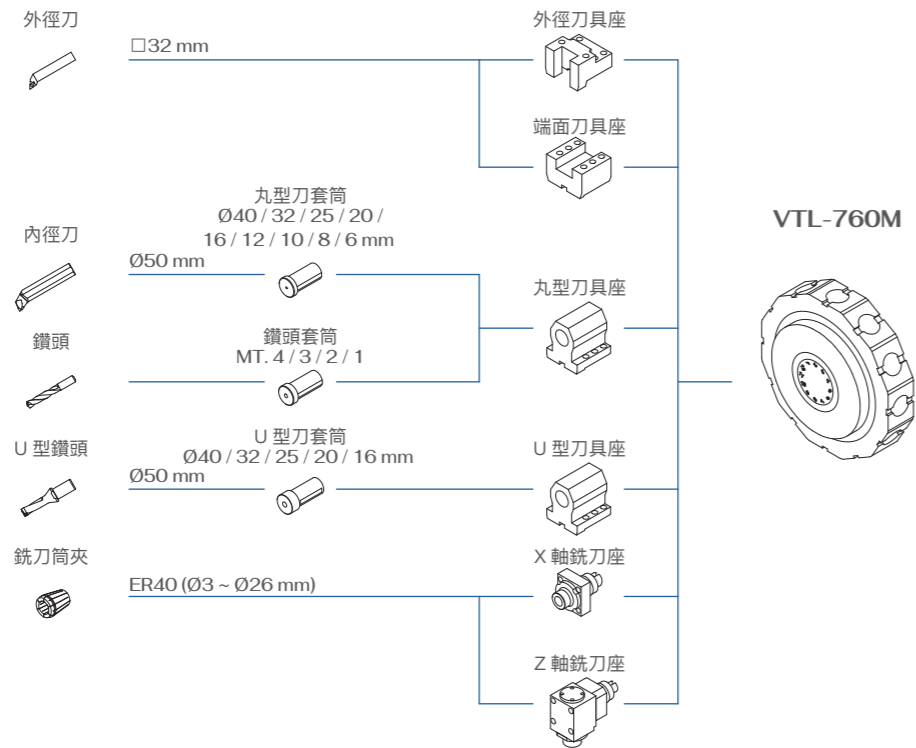 外徑刀
□32 mm
外徑刀具座
端面刀具座
丸型刀套筒
Ø40 / 32 / 25 / 20 /
16 / 12 / 10 / 8 / 6 mm
VTL-760M
內徑刀
Ø50 mm
丸型刀具座
鑽頭
鑽頭套筒
MT. 4 / 3 / 2 / 1
U 型鑽頭
U 型刀套筒
Ø40 / 32 / 25 / 20 / 16 mm
Ø50 mm
U 型刀具座
銑刀筒夾
ER40 (Ø3 ~ Ø26 mm)
X 軸銑刀座
Z 軸銑刀座